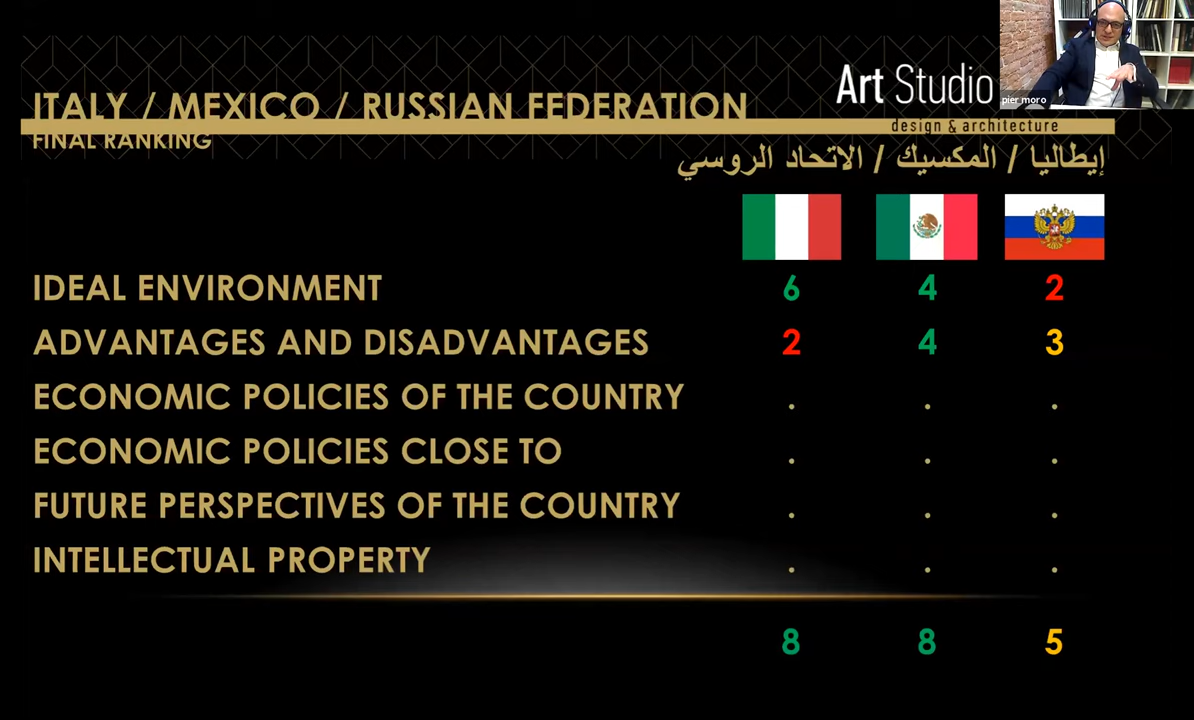 Art Studio
pier moro
ITALY / MEXICO / RUSSIAN FEDERATION
design & architecture
FINAL RANKING
إيطاليا / المكسيك / الاتحاد الروسي
IDEAL ENVIRONMENT 6 4 2
ADVANTAGES AND DISADVANTAGES 2 4 3
ECONOMIC POLICIES OF THE COUNTRY . . .
ECONOMIC POLICIES CLOSE TO . . .
FUTURE PERSPECTIVES OF THE COUNTRY . . .
INTELLECTUAL PROPERTY . . .
8 8 5